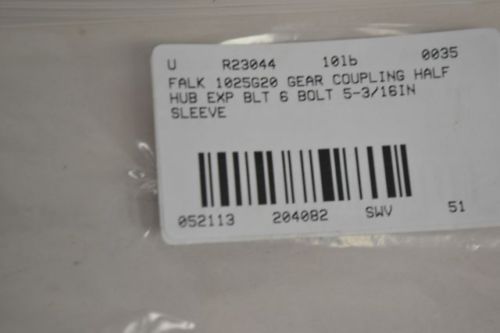 U R23044 10lb 0035
FALK 1025G20 GEAR COUPLING HALF
HUB EXP BLT 6 BOLT 5-3/16IN
SLEEVE
052113 204082 SWV 51